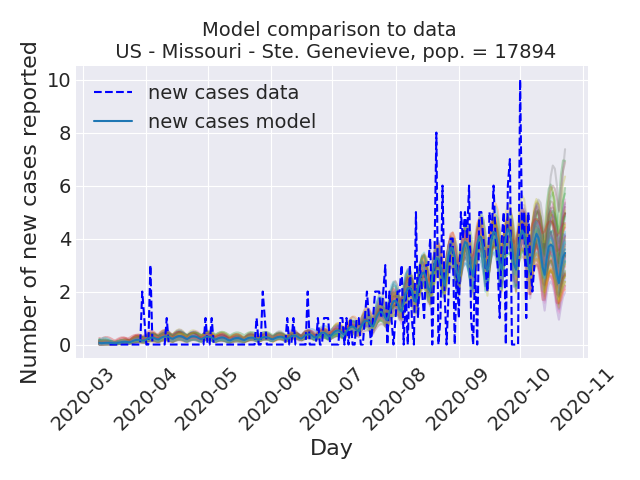 Model comparison to data
US - Missouri - Ste. Genevieve, pop. = 17894
Number of new cases reported
10
8
6
4
2
0
new cases data
new cases model
2020-03
2020-04
2020-05
2020-06
2020-07
2020-08
2020-09
2020-10
2020-11
Day